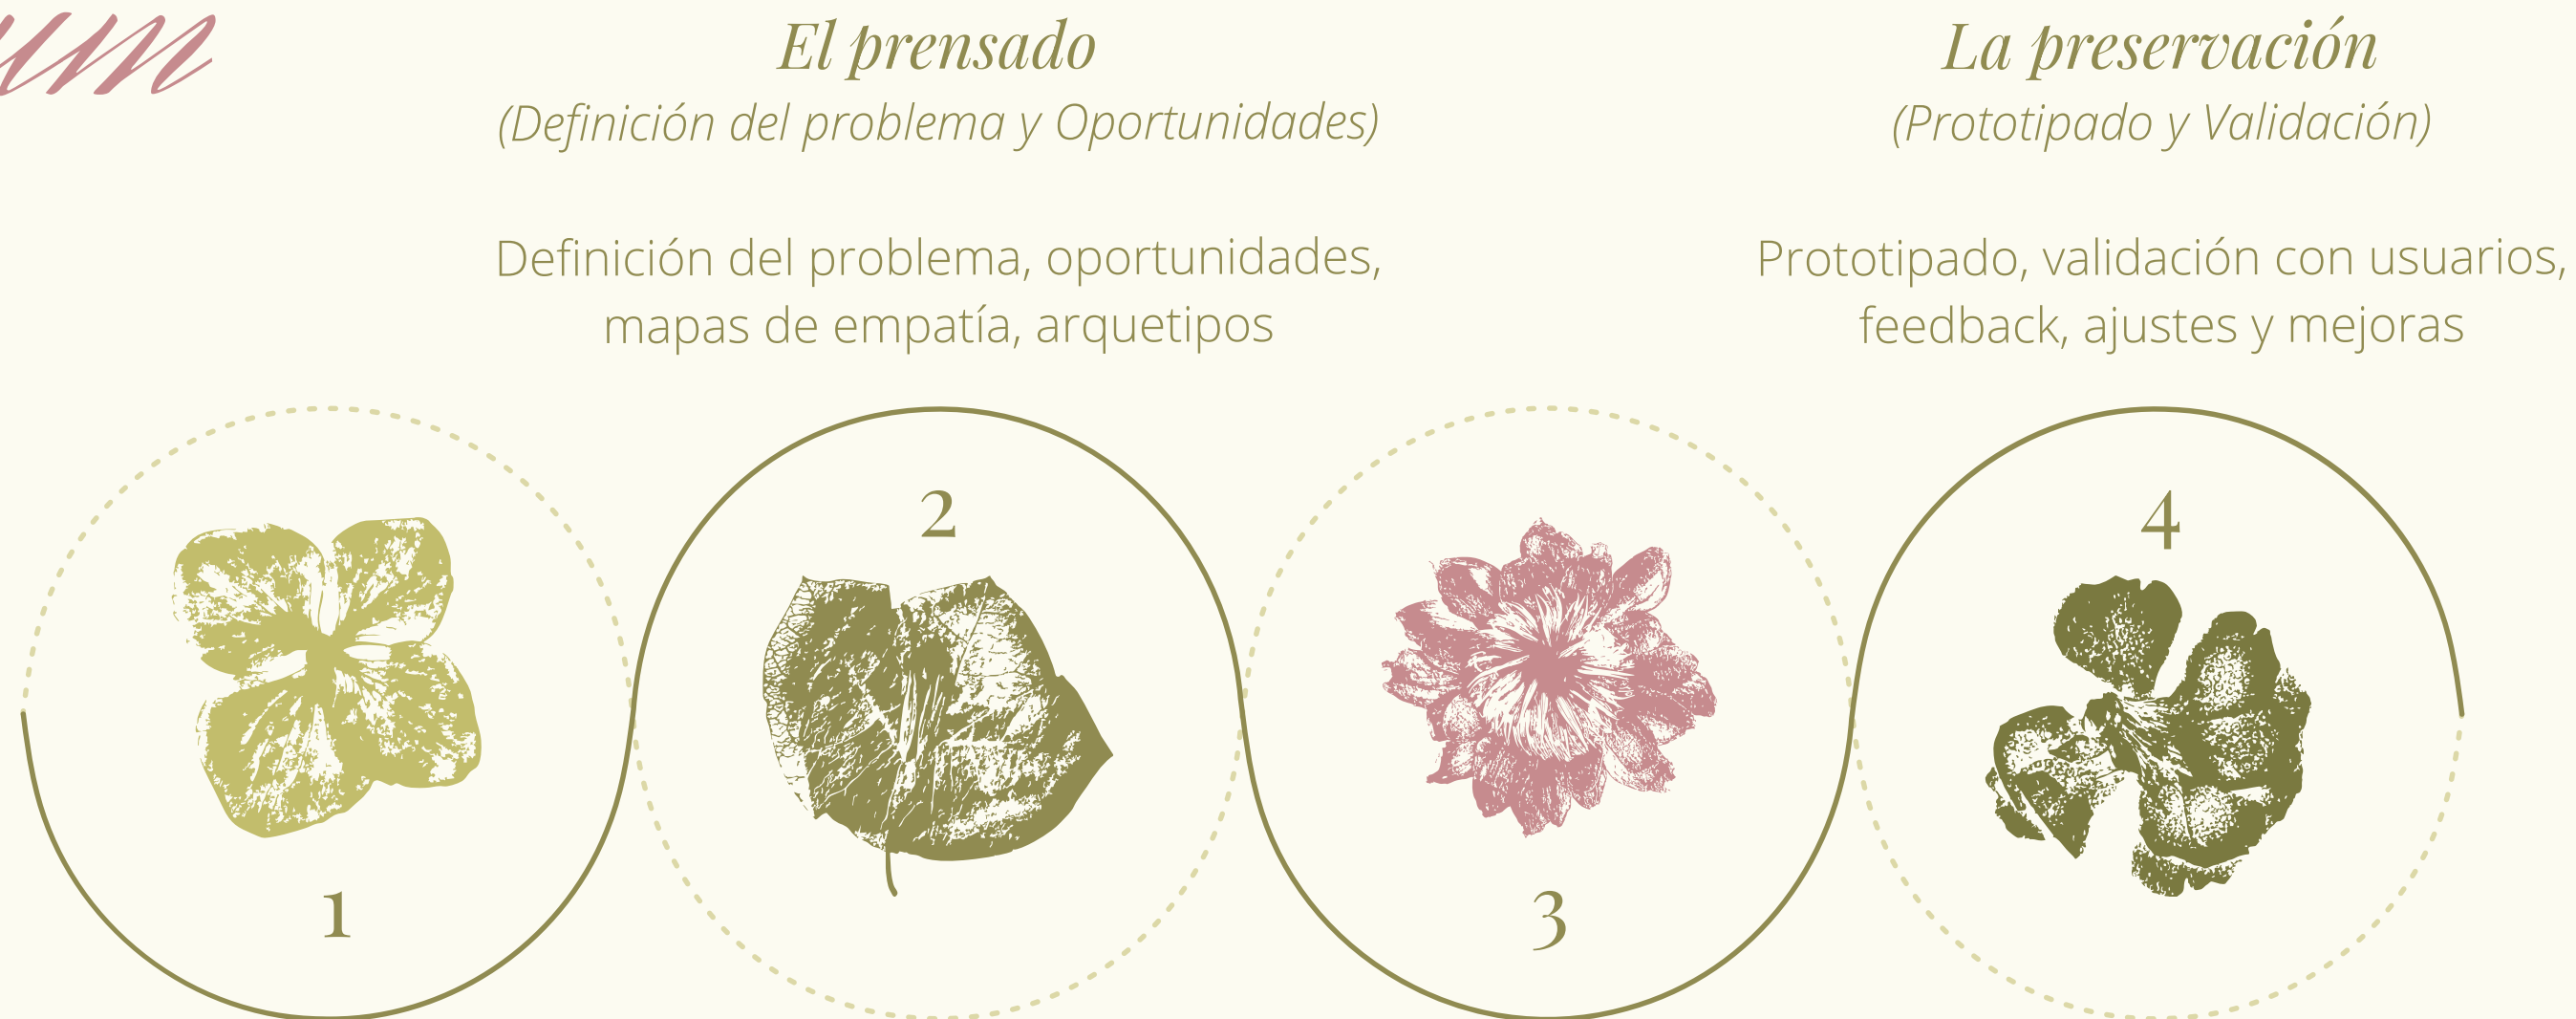 um
El prensado
(Definición del problema y Oportunidades)
Definición del problema, oportunidades,
mapas de empatía, arquetipos
La preservación
(Prototipado y Validación)
Prototipado, validación con usuarios,
feedback, ajustes y mejoras
1
2
3
4